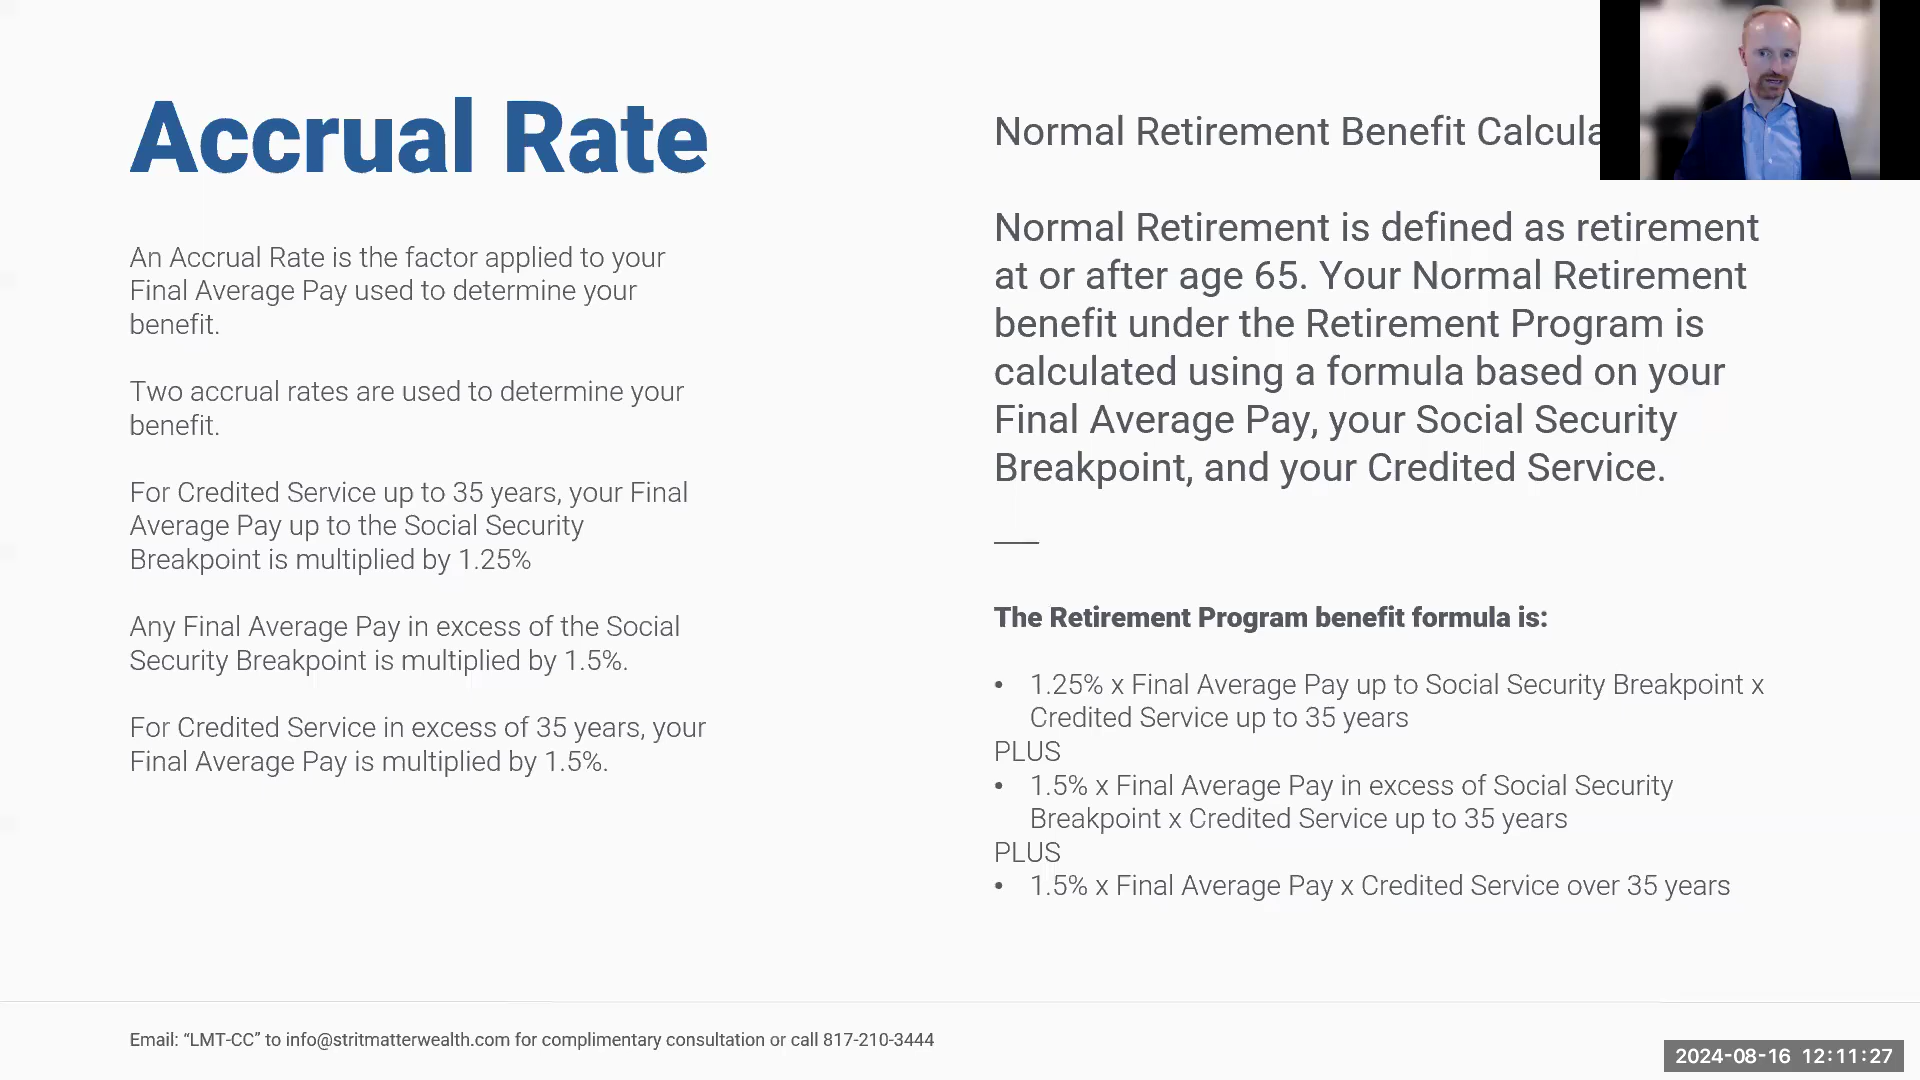 Accrual Rate
An Accrual Rate is the factor applied to your
Final Average Pay used to determine your
benefit.
Two accrual rates are used to determine your
benefit.
For Credited Service up to 35 years, your Final
Average Pay up to the Social Security
Breakpoint is multiplied by 1.25%
Any Final Average Pay in excess of the Social
Security Breakpoint is multiplied by 1.5%.
For Credited Service in excess of 35 years, your
Final Average Pay is multiplied by 1.5%.
Normal Retirement Benefit Calcula
Normal Retirement is defined as retirement
at or after age 65. Your Normal Retirement
benefit under the Retirement Program is
calculated using a formula based on your
Final Average Pay, your Social Security
Breakpoint, and your Credited Service.
The Retirement Program benefit formula is:
• 1.25% x Final Average Pay up to Social Security Breakpoint x
Credited Service up to 35 years
PLUS
• 1.5% x Final Average Pay in excess of Social Security
Breakpoint x Credited Service up to 35 years
PLUS
• 1.5% x Final Average Pay x Credited Service over 35 years
Email: “LMT-CC” to info@stritmatterwealth.com for complimentary consultation or call 817-210-3444
2024-08-16 12:11:27